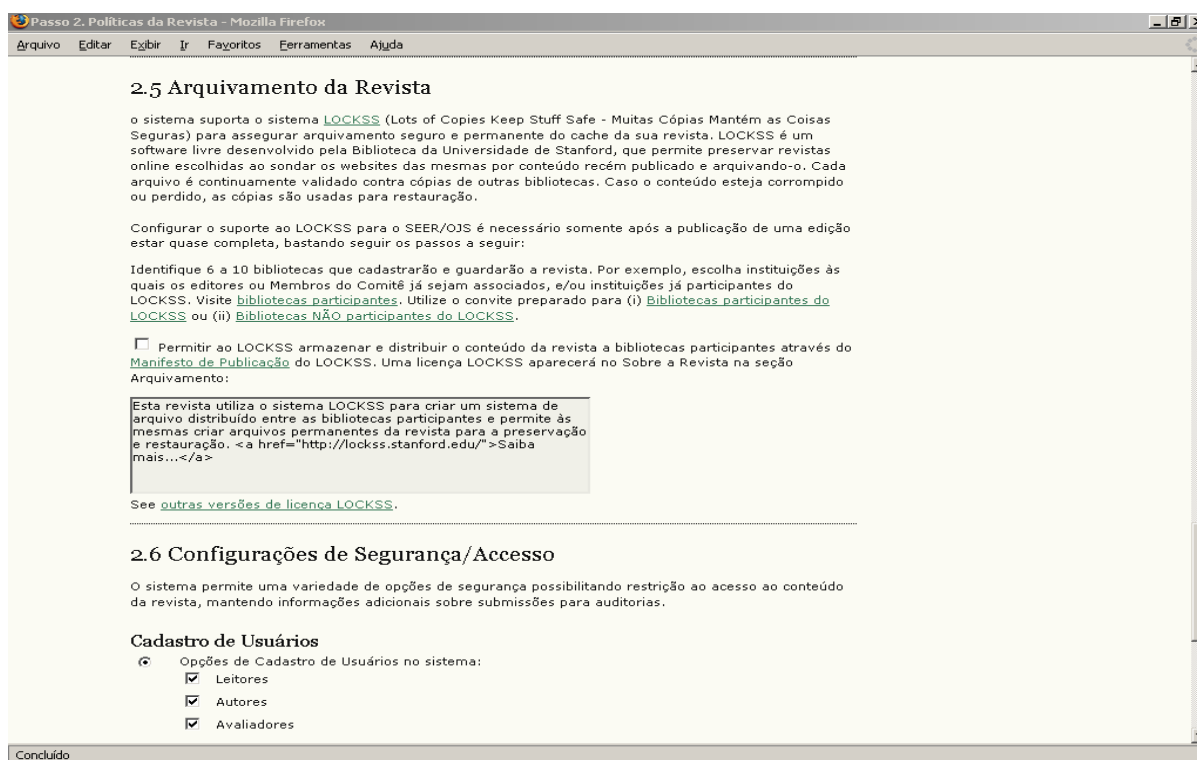 Passo 2. Políticas da Revista - Mozilla Firefox
Arquivo Editar Exibir Ir Favoritos Ferramentas Ajuda
2.5 Arquivamento da Revista
o sistema suporta o sistema LOCKSS (Lots of Copies Keep Stuff Safe - Muitas Cópias Mantém as Coisas
Seguras) para assegurar arquivamento seguro e permanente do cache da sua revista. LOCKSS é um
software livre desenvolvido pela Biblioteca da Universidade de Stanford, que permite preservar revistas
online escolhidas ao sondar os websites das mesmas por conteúdo recém publicado e arquivando-o. Cada
arquivo é continuamente validado contra cópias de outras bibliotecas. Caso o conteúdo esteja corrompido
ou perdido, as cópias são usadas para restauração.
Configurar o suporte ao LOCKSS para o SEER/OJS é necessário somente após a publicação de uma edição
estar quase completa, bastando seguir os passos a seguir:
Identifique 6 a 10 bibliotecas que cadastrarão e guardarão a revista. Por exemplo, escolha instituições às
quais os editores ou Membros do Comitê já sejam associados, e/ou instituições já participantes do
LOCKSS. Visite bibliotecas participantes. Utilize o convite preparado para (i) Bibliotecas participantes do
LOCKSS ou (ii) Bibliotecas NÃO participantes do LOCKSS.
Permitir ao LOCKSS armazenar e distribuir o conteúdo da revista a bibliotecas participantes através do
Manifesto de Publicação do LOCKSS. Uma licença LOCKSS aparecerá no Sobre a Revista na seção
Arquivamento:
Esta revista utiliza o sistema LOCKSS para criar um sistema de
arquivo distribuído entre as bibliotecas participantes e permite às
mesmas criar arquivos permanentes da revista para a preservação
e restauração. <a href="http://lockss.stanford.edu/">Saiba
mais...</a>
See outras versões de licença LOCKSS.
2.6 Configurações de Segurança/Accesso
O sistema permite uma variedade de opções de segurança possibilitando restrição ao acesso ao conteúdo
da revista, mantendo informações adicionais sobre submissões para auditorias.
Cadastro de Usuários
Opções de Cadastro de Usuários no sistema:
Leitores
Autores
Avaliadores
Concluído